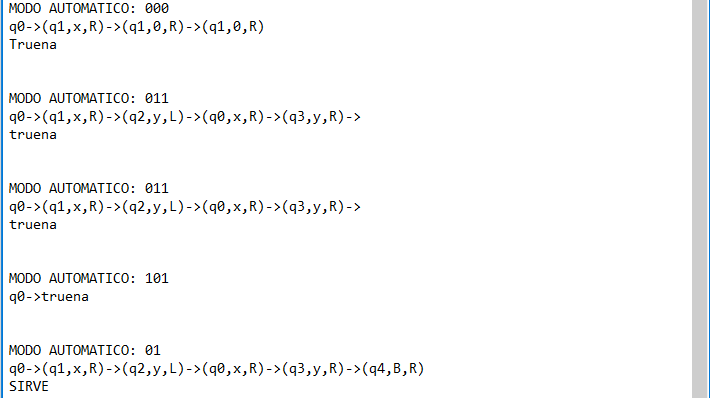 MODO AUTOMATICO: 000
q0->(q1,x,R)->(q1,0,R)->(q1,0,R)
Truena
MODO AUTOMATICO: 011
q0->(q1,x,R)->(q2,y,L)->(q0,x,R)->(q3,y,R)->
truena
MODO AUTOMATICO: 011
q0->(q1,x,R)->(q2,y,L)->(q0,x,R)->(q3,y,R)->
truena
MODO AUTOMATICO: 101
q0->truena
MODO AUTOMATICO: 01
q0->(q1,x,R)->(q2,y,L)->(q0,x,R)->(q3,y,R)->(q4,B,R)
SIRVE